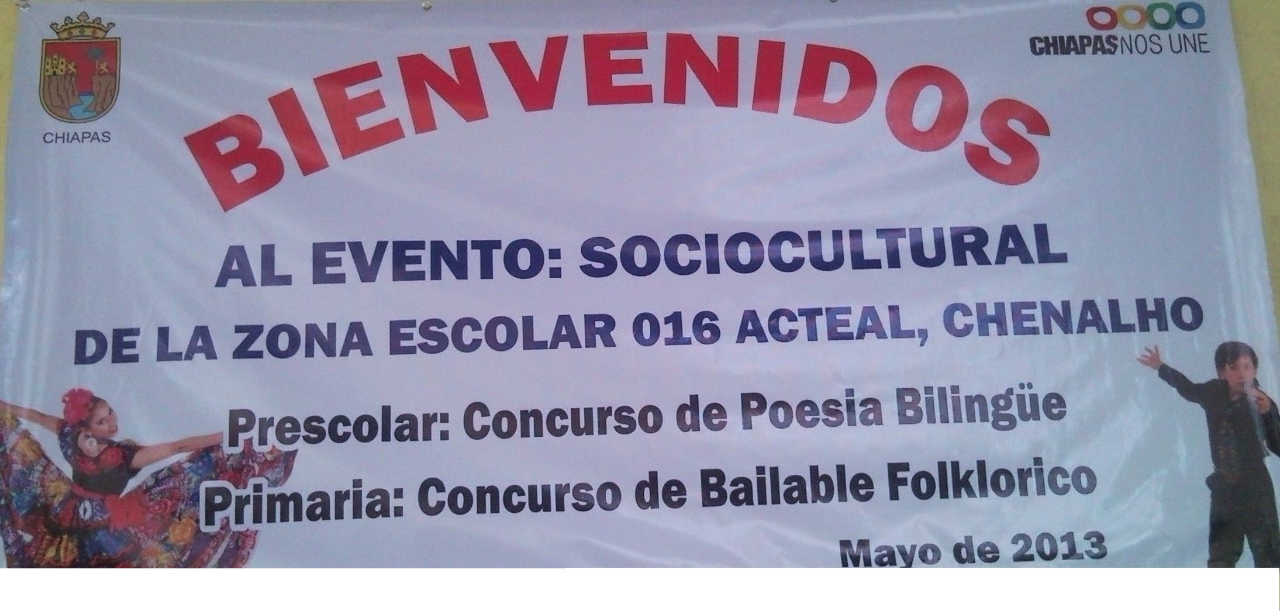 CHIAPAS
CHIAPAS NOS UNE
BIENVENIDOS
AL EVENTO: SOCIOCULTURAL
DE LA ZONA ESCOLAR 016 ACTEAL, CHENALHO
Prescolar: Concurso de Poesia Bilingüe
Primaria: Concurso de Bailable Folklorico
Mayo de 2013